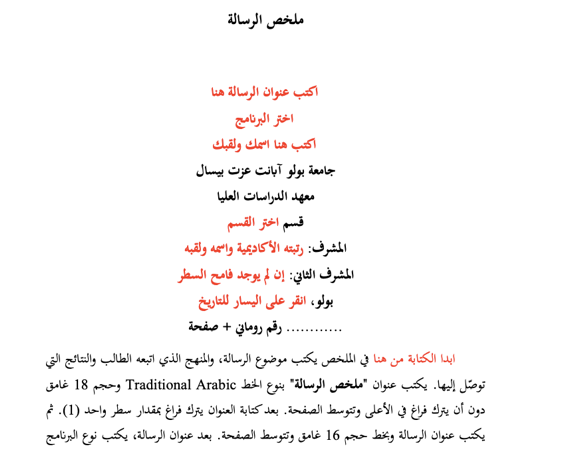 ملخص الرسالة
اكتب عنوان الرسالة هنا
اختر البرنامج
اكتب هنا اسمك ولقبك
جامعة بولو آبانت عزت بيسال
معهد الدراسات العليا
قسم اختر القسم
المشرف: رتبته الأكاديمية واسمه ولقبه
المشرف الثاني: إن لم يوجد فامح السطر
بولو، انقر على اليسار للتاريخ
............ رقم روماني + صفحة
ابدا الكتابة من هنا في الملخص يكتب موضوع الرسالة، والمنهج الذي اتبعه الطالب والنتائج التي
توصّل إليها. يكتب عنوان "ملخص الرسالة" بنوع الخط Traditional Arabic وحجم 18 غامق
دون أن يترك فراغ في الأعلى وتتوسط الصفحة. بعد كتابة العنوان يترك فراغ بمقدار سطر واحد (1). ثم
يكتب عنوان الرسالة وبخط حجم 16 غامق وتتوسط الصفحة. بعد عنوان الرسالة، يكتب نوع البرنامج